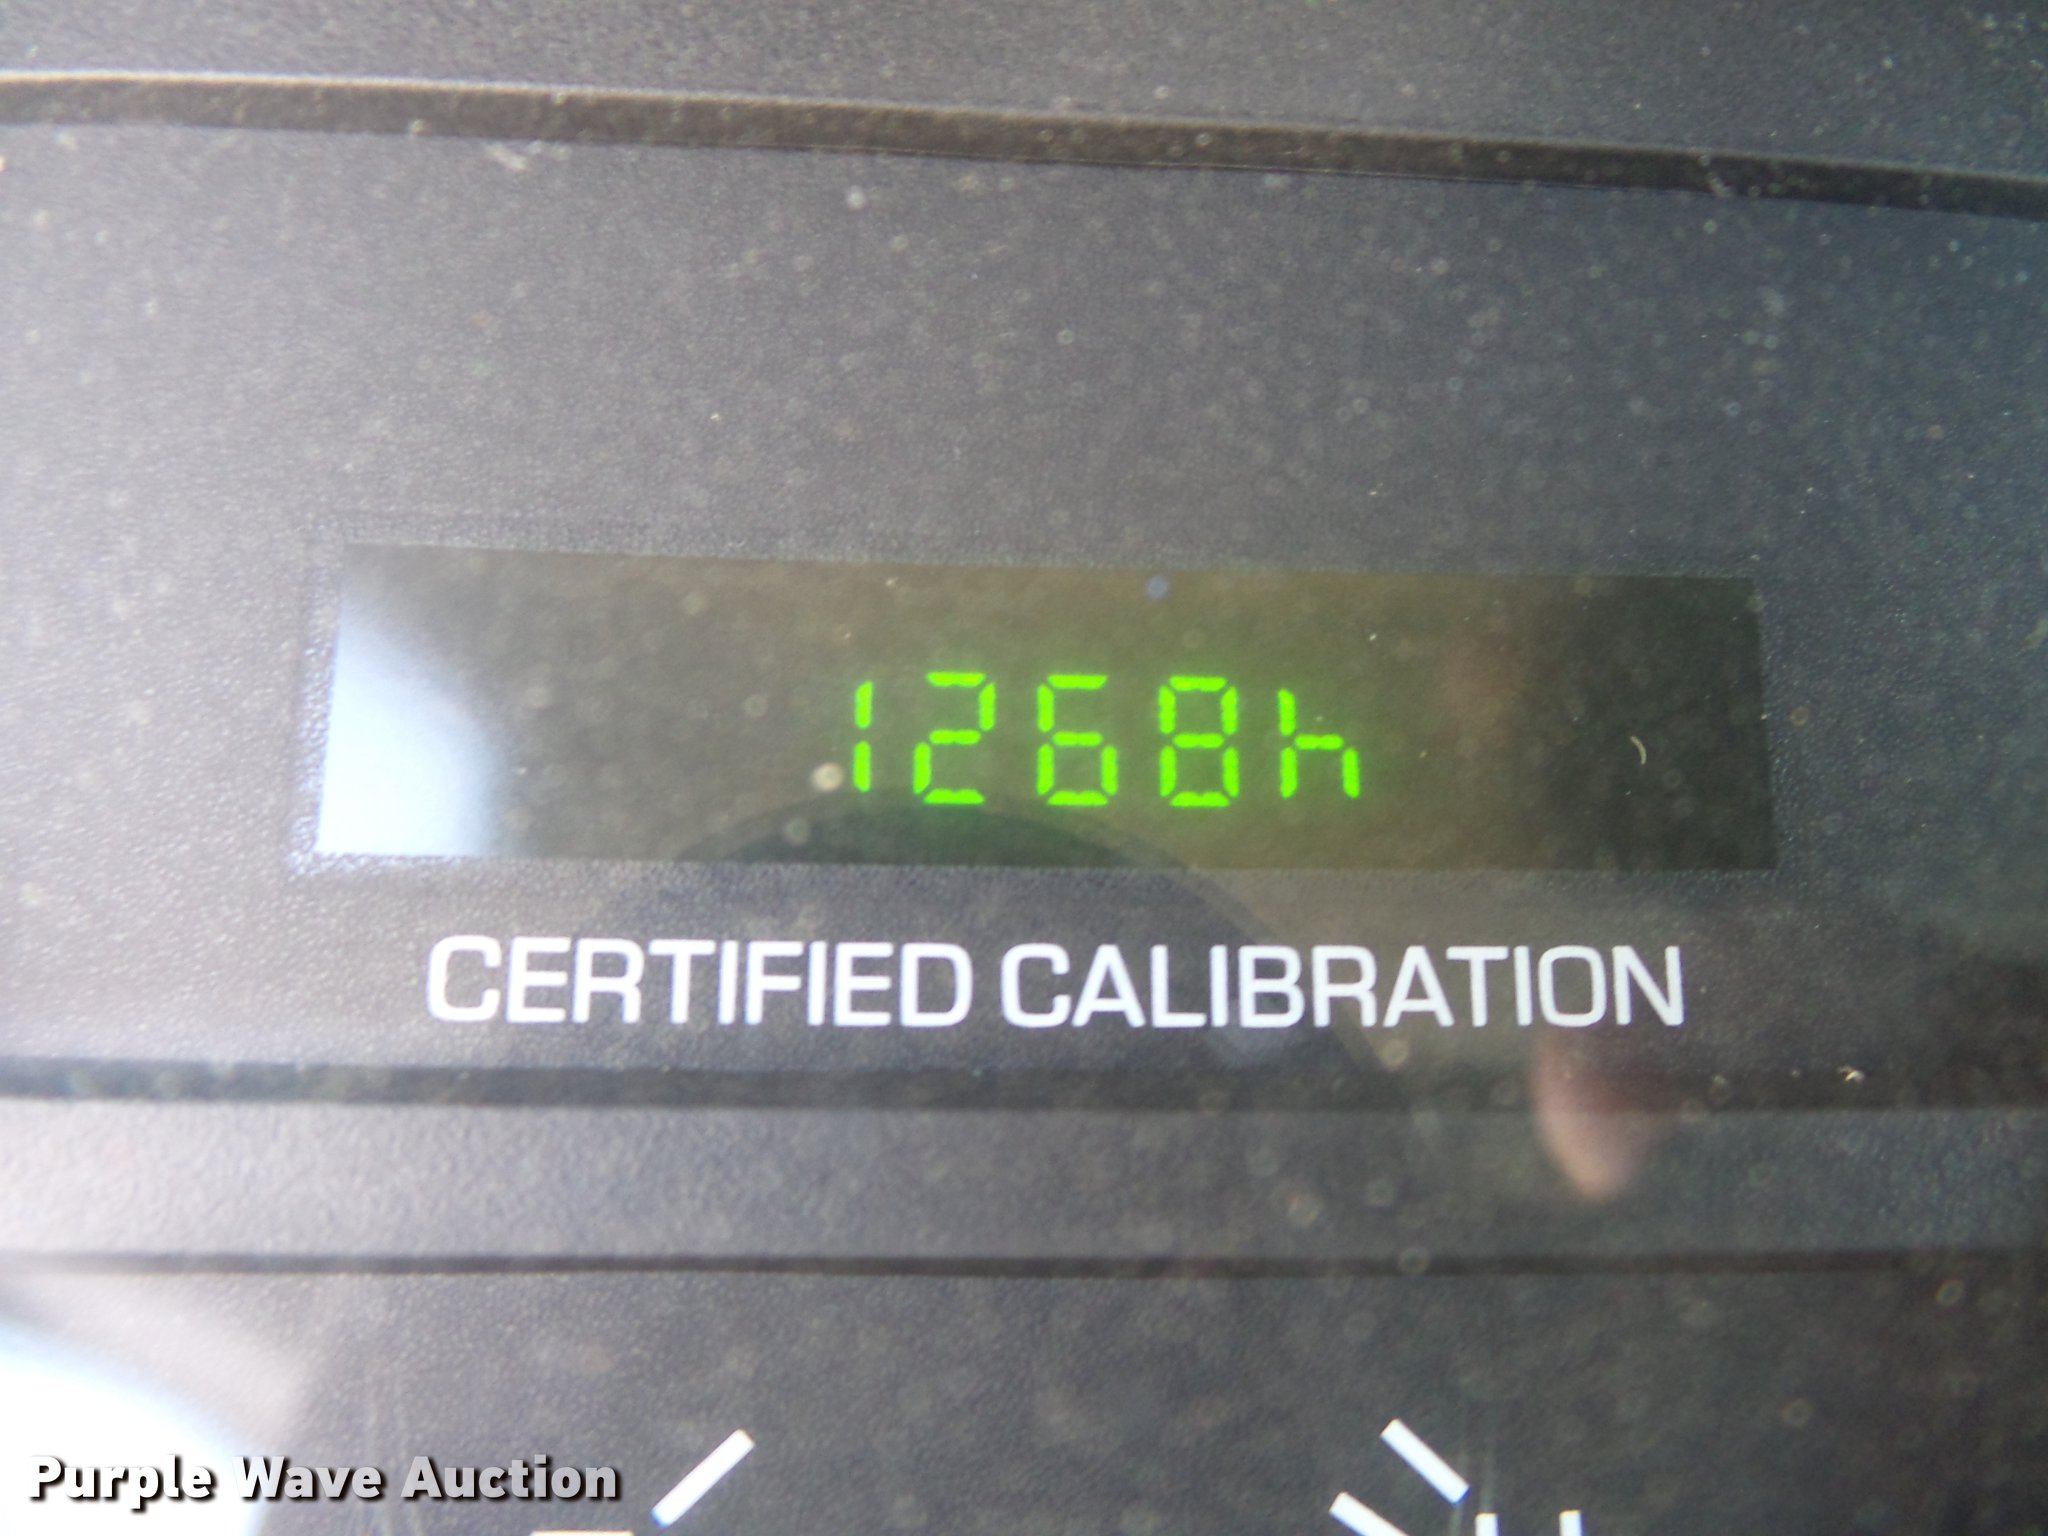 1268h
CERTIFIED CALIBRATION
Purple Wave Auction